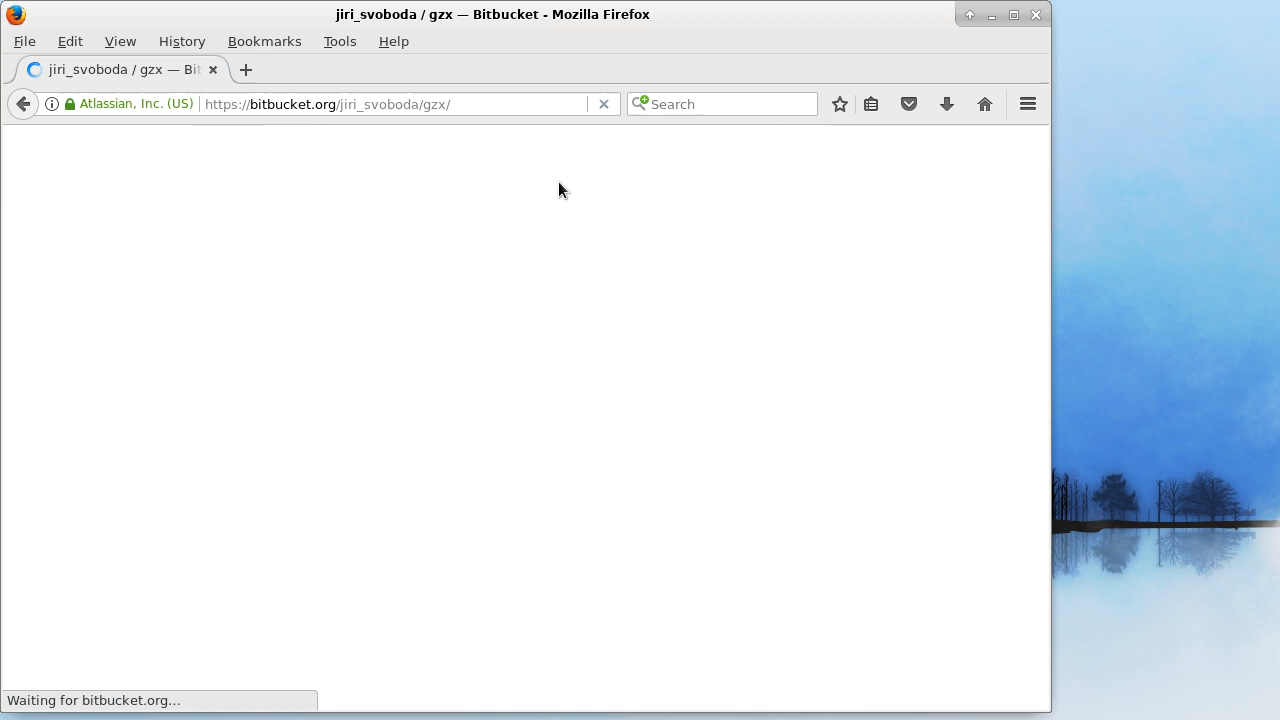 jiri_svoboda / gzx — Bitbucket - Mozilla Firefox
File Edit View History Bookmarks Tools Help
jiri_svoboda / gzx — Bit
Atlassian, Inc. (US) https://bitbucket.org/jiri_svoboda/gzx/ Search
Waiting for bitbucket.org...